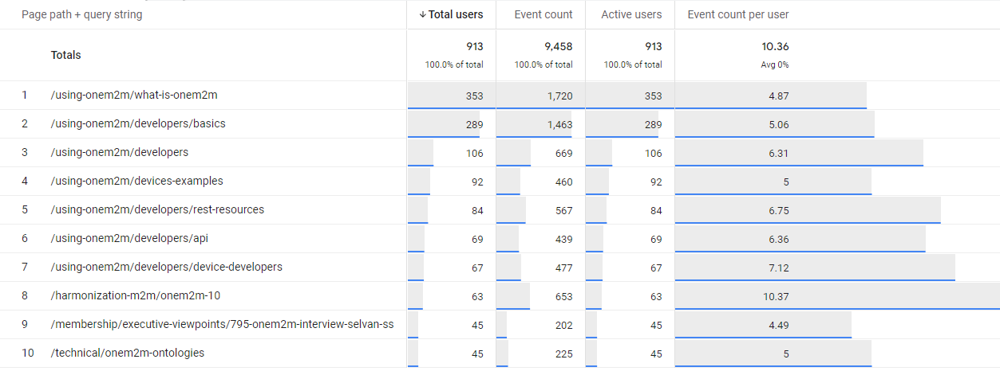 Page path + query string ↓ Total users Event count Active users Event count per user
Totals 913 9,458 913 10.36
100.0% of total 100.0% of total 100.0% of total Avg 0%
1 /using-onem2m/what-is-onem2m 353 1,720 353 4.87
2 /using-onem2m/developers/basics 289 1,463 289 5.06
3 /using-onem2m/developers 106 669 106 6.31
4 /using-onem2m/devices-examples 92 460 92 5
5 /using-onem2m/developers/rest-resources 84 567 84 6.75
6 /using-onem2m/developers/api 69 439 69 6.36
7 /using-onem2m/developers/device-developers 67 477 67 7.12
8 /harmonization-m2m/onem2m-10 63 653 63 10.37
9 /membership/executive-viewpoints/795-onem2m-interview-selvan-ss 45 202 45 4.49
10 /technical/onem2m-ontologies 45 225 45 5